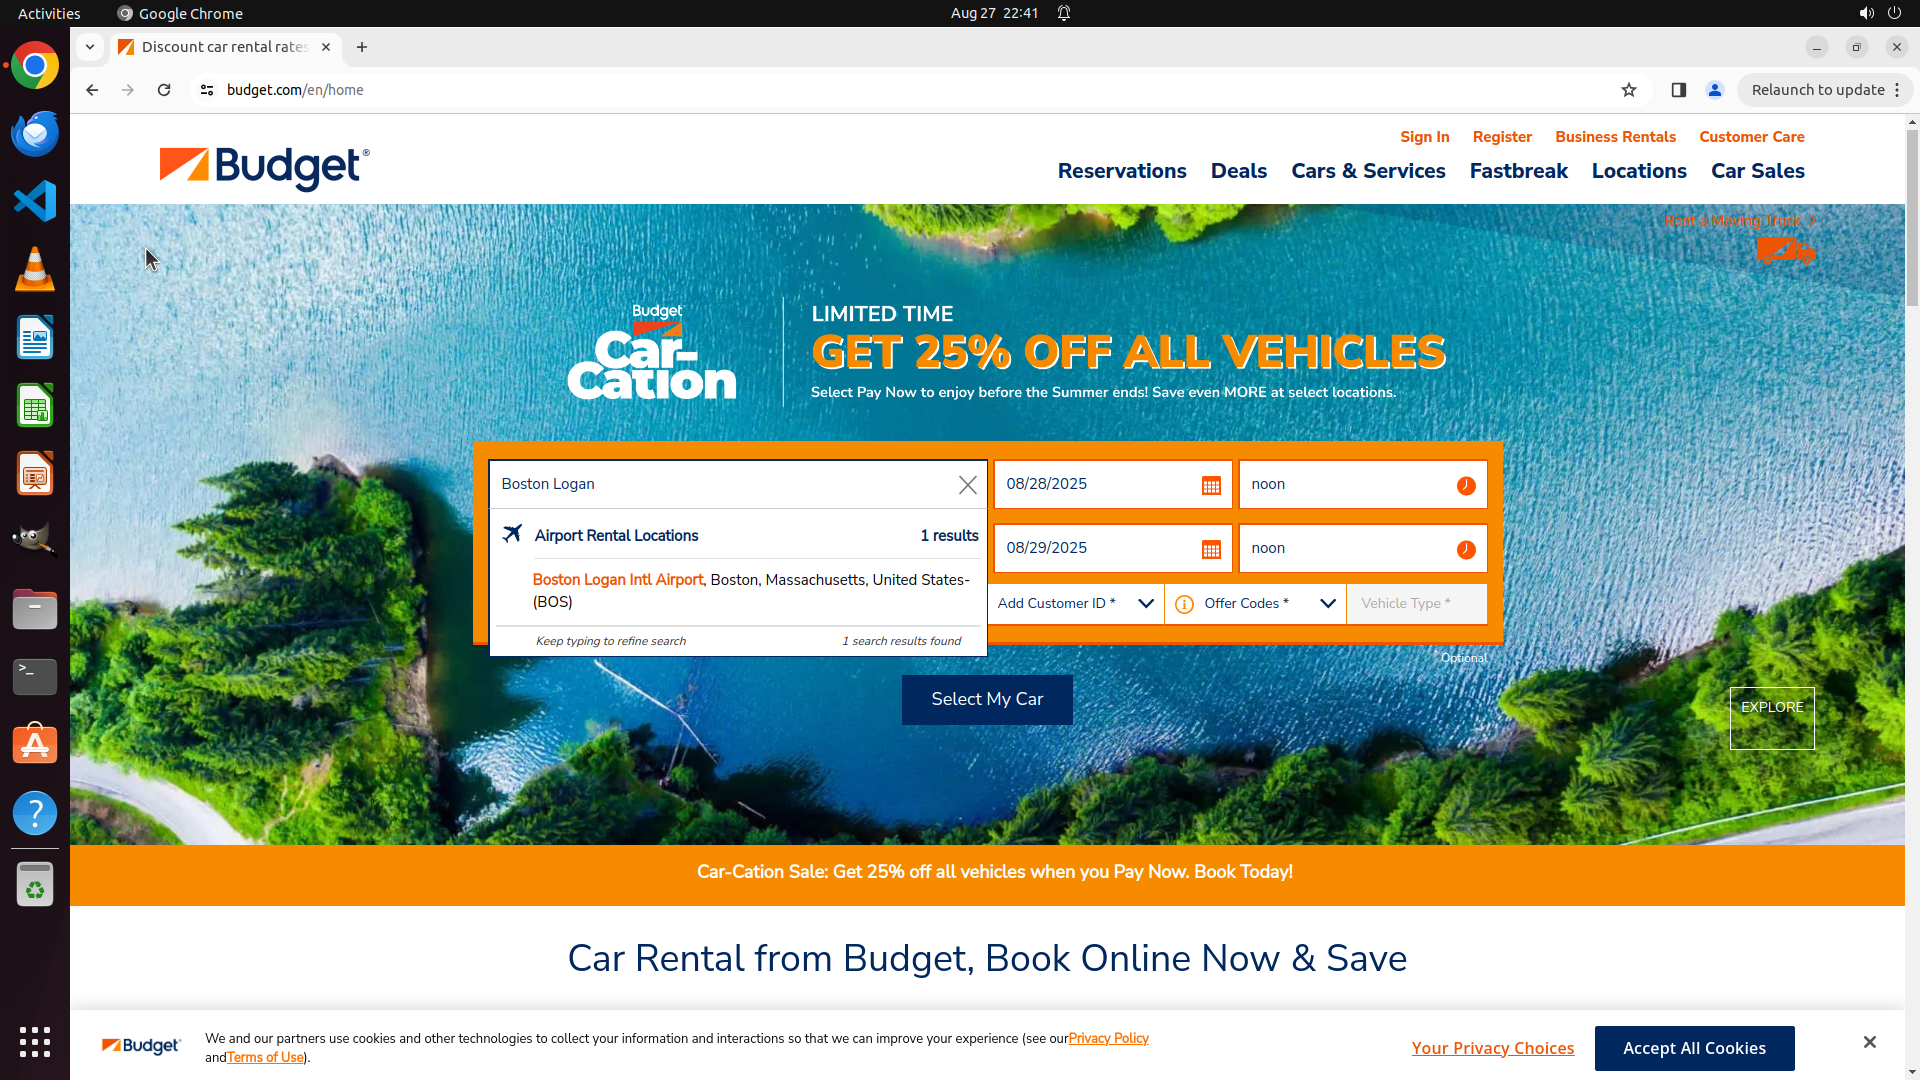 Activities
Google Chrome
Aug 27 22:41
Discount car rental rates
budget.com/en/home
Relaunch to update
Sign In
Register
Business Rentals
Customer Care
Budget®
Reservations
Deals
Cars & Services
Fastbreak
Locations
Car Sales
Rent a Moving Truck >
Budget
Car-
Cation
LIMITED TIME
GET 25% OFF ALL VEHICLES
Select Pay Now to enjoy before the Summer ends! Save even MORE at select locations.
Boston Logan
08/28/2025
noon
Airport Rental Locations
1 results
08/29/2025
noon
Boston Logan Intl Airport, Boston, Massachusetts, United States-
(BOS)
Add Customer ID *
Offer Codes *
Vehicle Type *
Keep typing to refine search
1 search results found
* Optional
Select My Car
EXPLORE
Car-Cation Sale: Get 25% off all vehicles when you Pay Now. Book Today!
Car Rental from Budget, Book Online Now & Save
Budget
We and our partners use cookies and other technologies to collect your information and interactions so that we can improve your experience (see our Privacy Policy
and Terms of Use).
Your Privacy Choices
Accept All Cookies